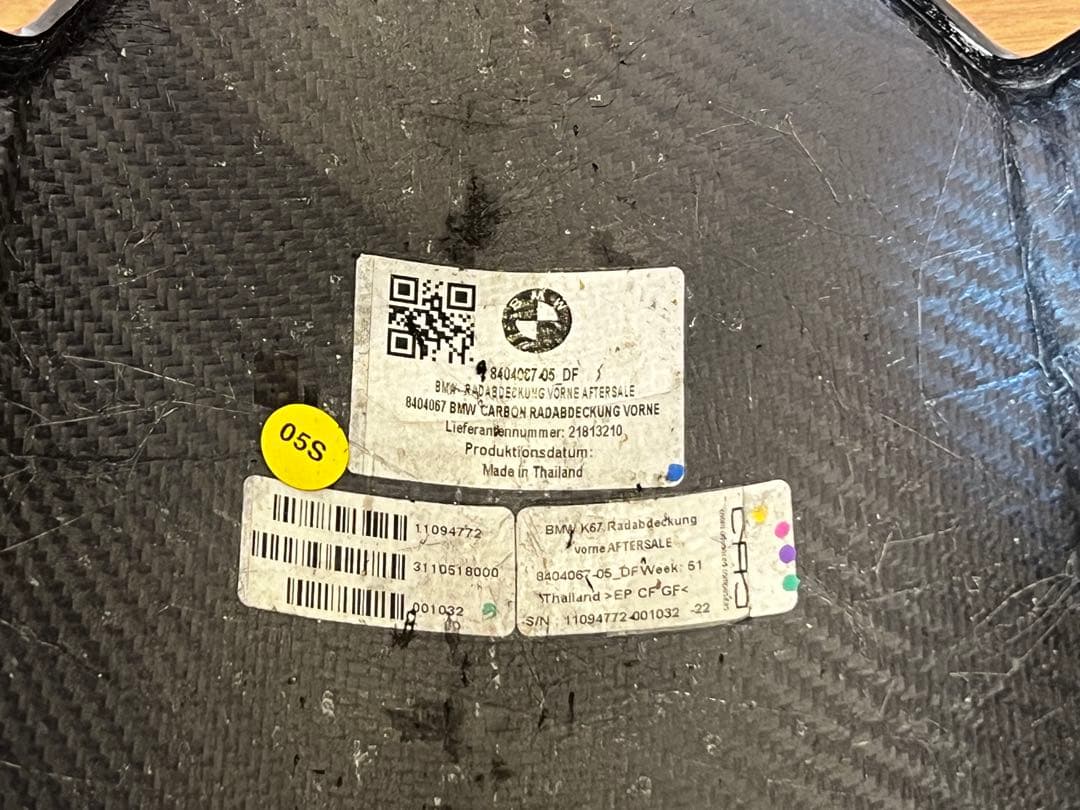 BMW
8404067-05_DF
BMW RADABDECKUNG VORNE AFTERSALE
8404067 BMW CARBON RADABDECKUNG VORNE
Lieferantennummer: 21813210
Produktionsdatum:
Made in Thailand
05S
11094772
3110518000
001032
BMW K67 Radabdeckung
vorne AFTERSALE
8404067-05_DF Week: 51
Thailand >EP CF GF<
S/N : 11094772-001032 -22